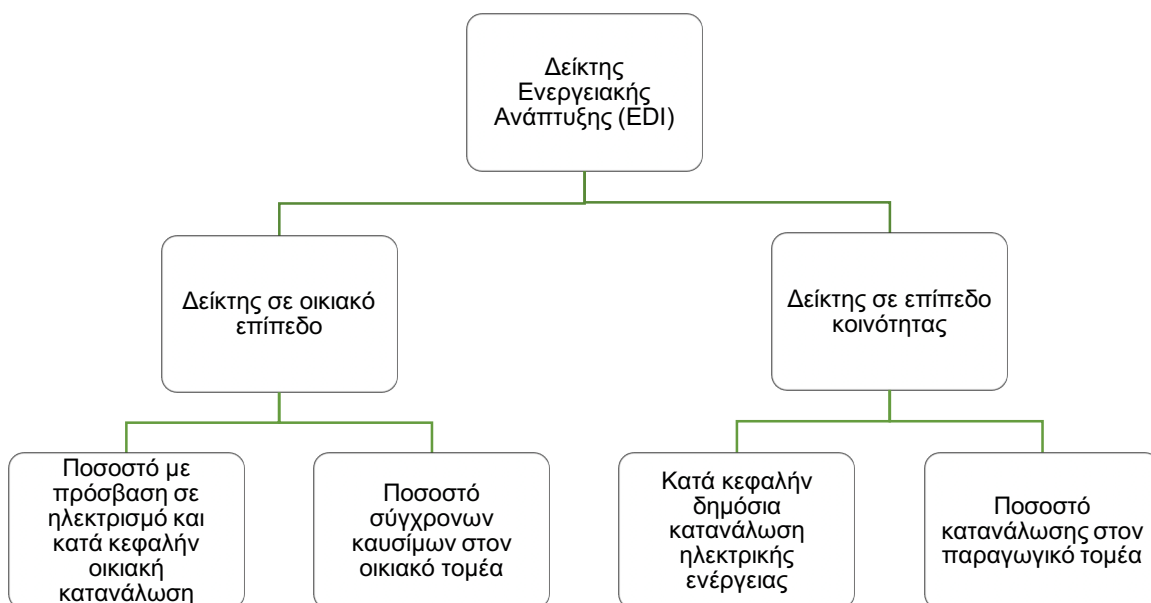 Δείκτης
Ενεργειακής
Ανάπτυξης (EDI)
Δείκτης σε οικιακό
επίπεδο
Δείκτης σε επίπεδο
κοινότητας
Ποσοστό με
πρόσβαση σε
ηλεκτρισμό και
κατά κεφαλήν
οικιακή
κατανάλωση
Ποσοστό
σύγχρονων
καυσίμων στον
οικιακό τομέα
Κατά κεφαλήν
δημόσια
κατανάλωση
ηλεκτρικής
ενέργειας
Ποσοστό
κατανάλωσης στον
παραγωγικό τομέα